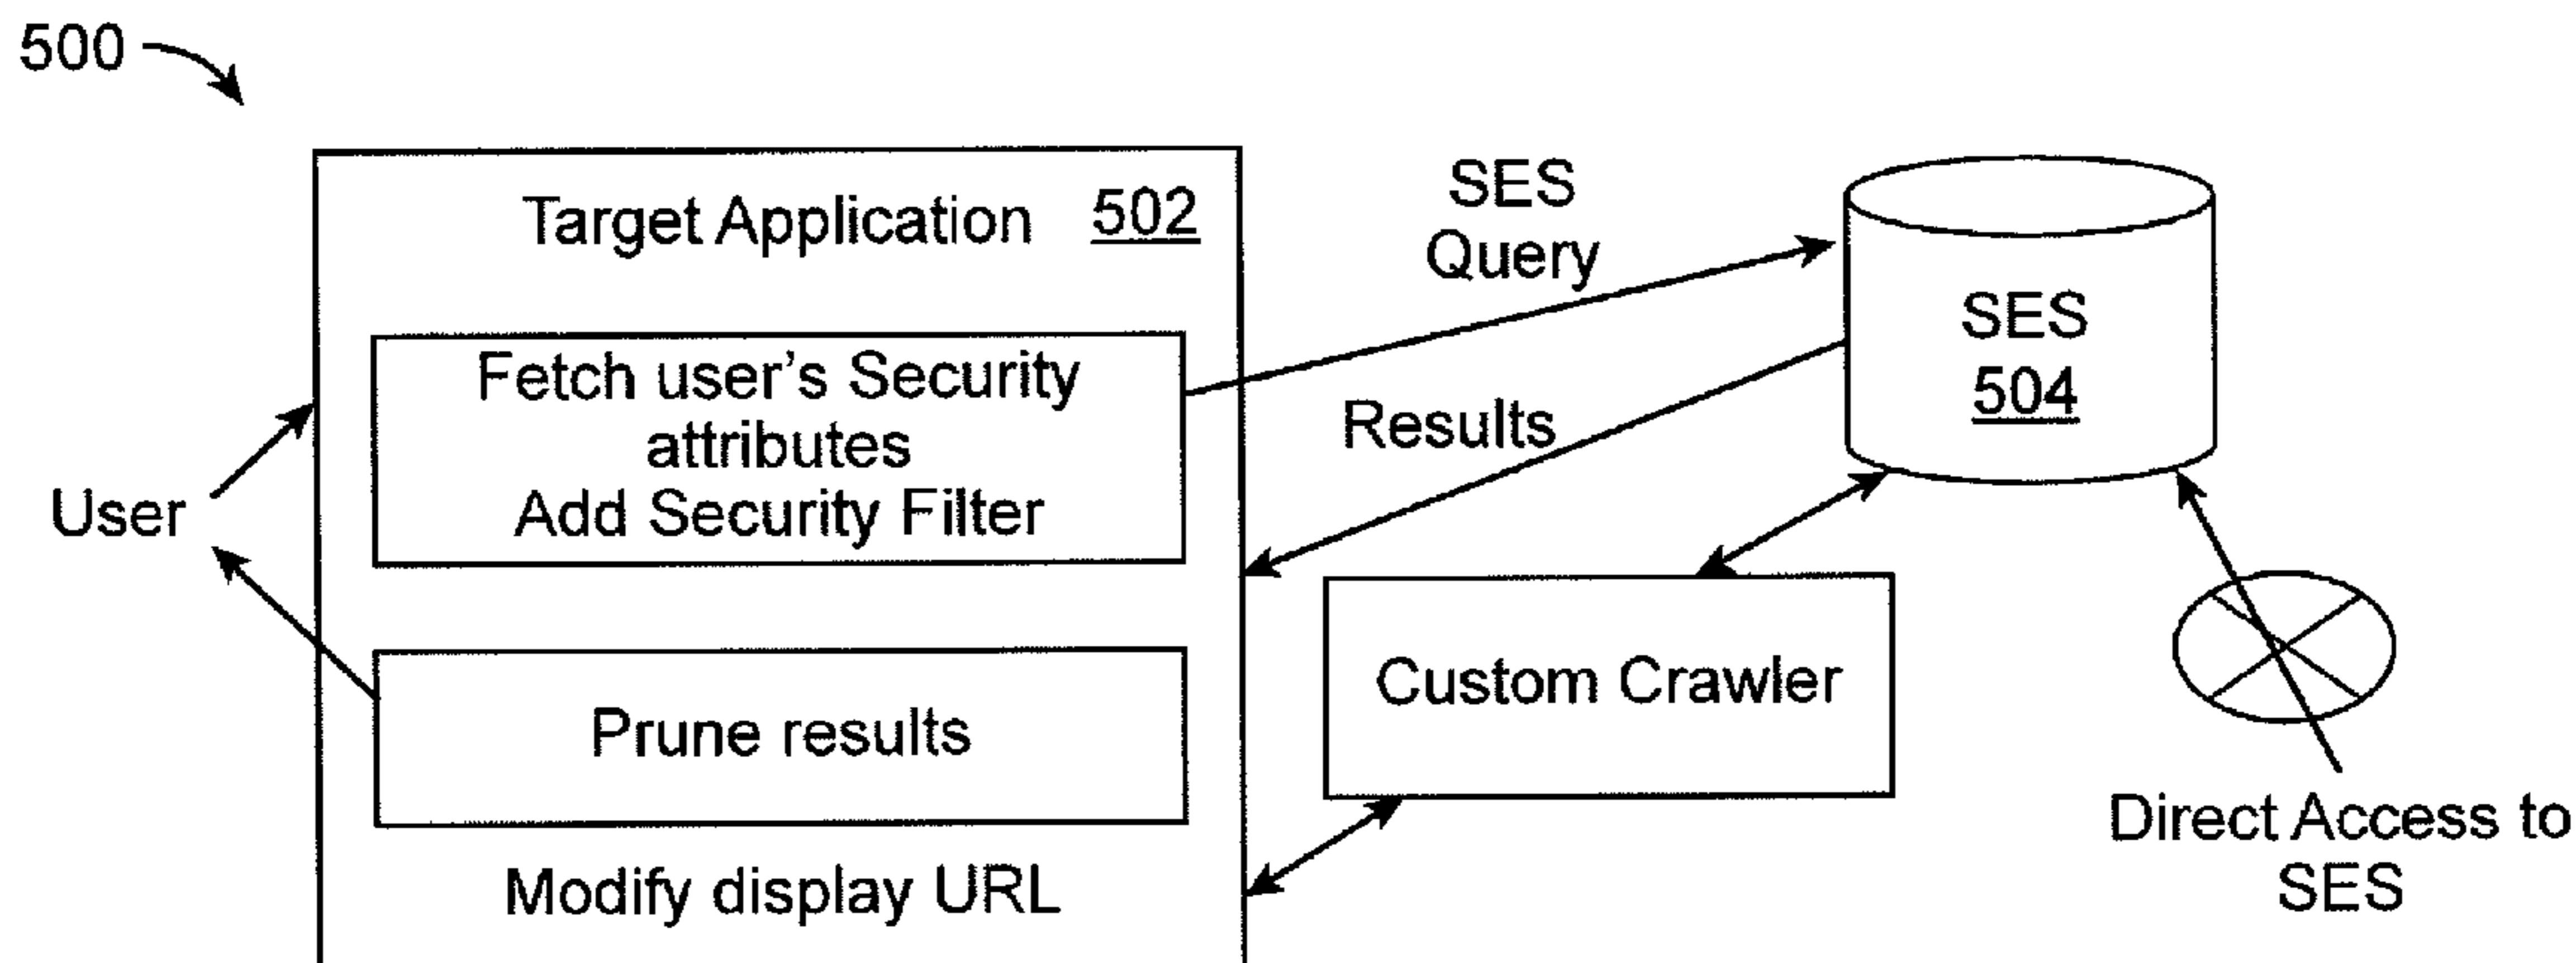 500
Target Application 502
Fetch user's Security
attributes
Add Security Filter
User
Prune results
Modify display URL
SES
Query
Results
SES
504
Custom Crawler
Direct Access to
SES